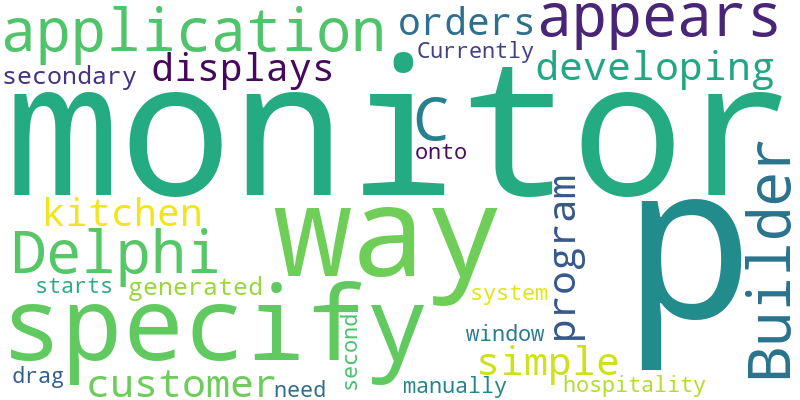 application
orders
appears
Currently
secondary
displays
developing
monitor
C
onto
kitchen
way
program
p
Builder
Delphi
starts
generated
system
specify
second
window
simple
drag
customer
need
manually
hospitality